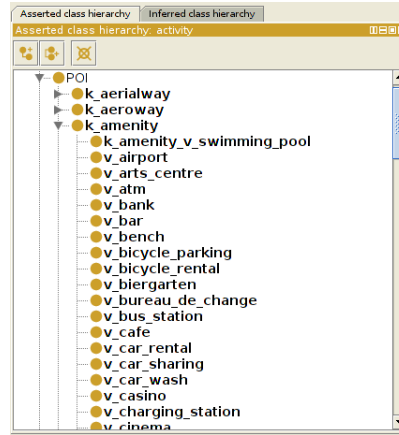 Asserted class hierarchy Inferred class hierarchy
Asserted class hierarchy: activity
POI
k_aerialway
k_aeroway
k_amenity
k_amenity_v_swimming_pool
v_airport
v_arts_centre
v_atm
v_bank
v_bar
v_bench
v_bicycle_parking
v_bicycle_rental
v_biergarten
v_bureau_de_change
v_bus_station
v_cafe
v_car_rental
v_car_sharing
v_car_wash
v_casino
v_charging_station
v_cinema